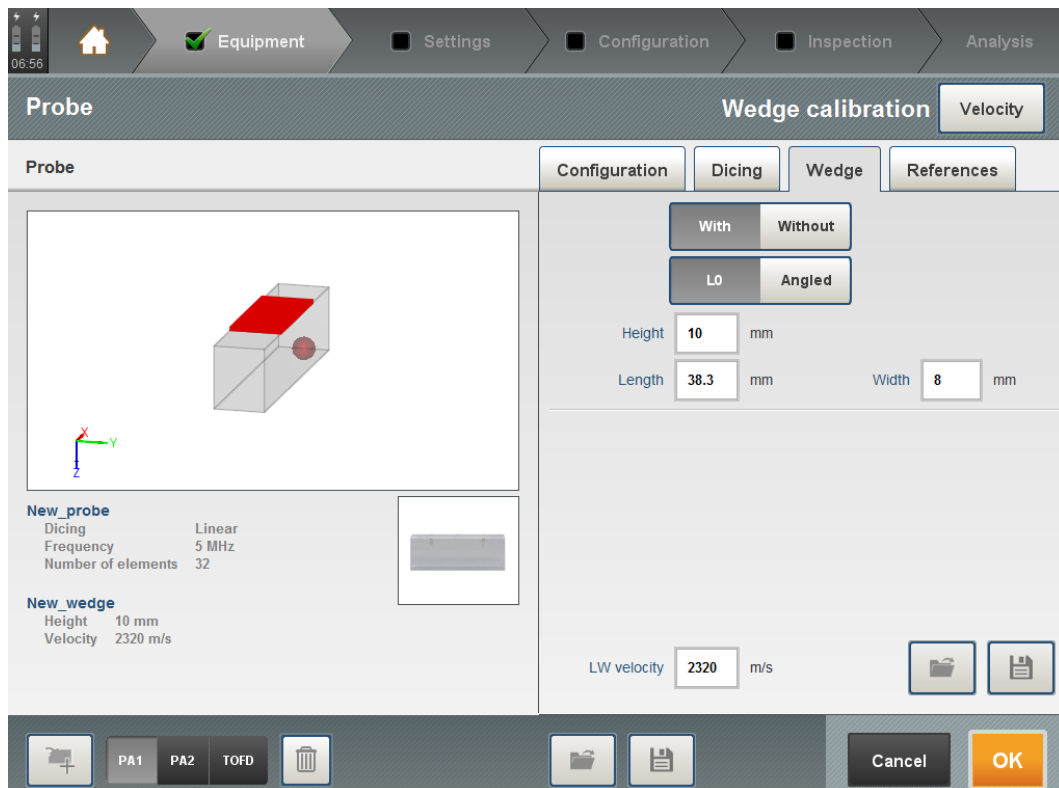 06:56
Equipment
Settings
Configuration
Inspection
Analysis
Probe
Wedge calibration
Velocity
Probe
Configuration
Dicing
Wedge
References
With
Without
L0
Angled
Height 10 mm
Length 38.3 mm
Width 8 mm
X
Y
Z
New_probe
Dicing Linear
Frequency 5 MHz
Number of elements 32
New_wedge
Height 10 mm
Velocity 2320 m/s
LW velocity 2320 m/s
PA1
PA2
TOFD
Cancel
OK